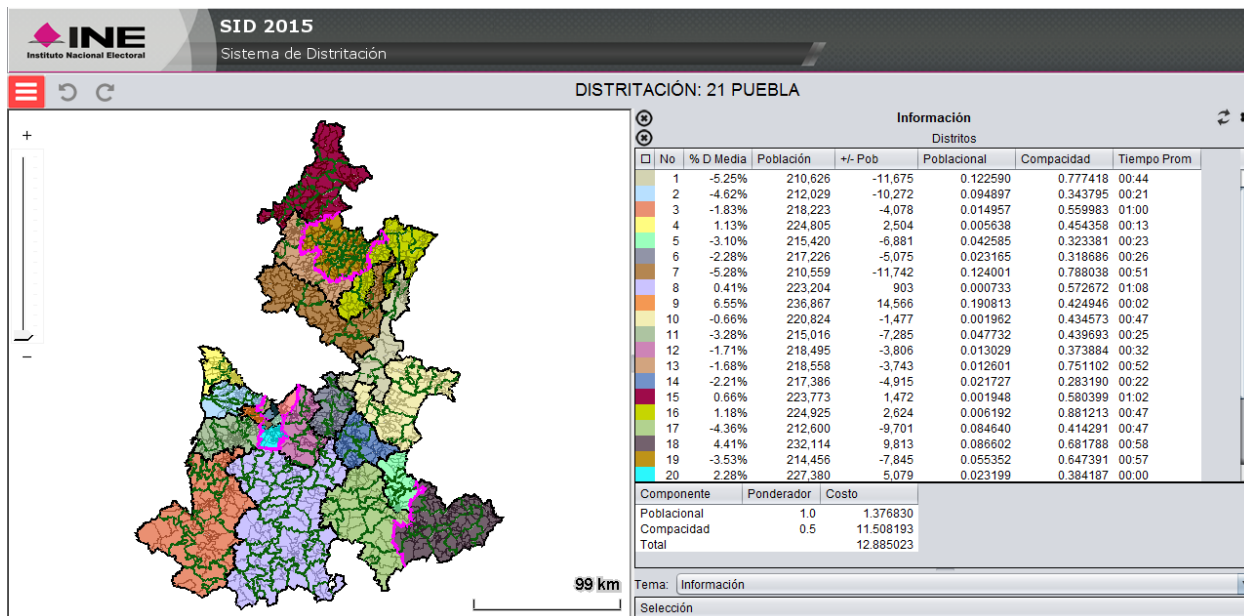 INE
Instituto Nacional Electoral
SID 2015
Sistema de Distritación
DISTRITACIÓN: 21 PUEBLA
+
−
99 km
Información
Distritos
No % D Media Población +/- Pob Poblacional Compacidad Tiempo Prom
1 -5.25% 210,626 -11,675 0.122590 0.777418 00:44
2 -4.62% 212,029 -10,272 0.094897 0.343795 00:21
3 -1.83% 218,223 -4,078 0.014957 0.559983 01:00
4 1.13% 224,805 2,504 0.005638 0.454358 00:13
5 -3.10% 215,420 -6,881 0.042585 0.323381 00:23
6 -2.28% 217,226 -5,075 0.023165 0.318686 00:26
7 -5.28% 210,559 -11,742 0.124001 0.788038 00:51
8 0.41% 223,204 903 0.000733 0.572672 01:08
9 6.55% 236,867 14,566 0.190813 0.424946 00:02
10 -0.66% 220,824 -1,477 0.001962 0.434573 00:47
11 -3.28% 215,016 -7,285 0.047732 0.439693 00:25
12 -1.71% 218,495 -3,806 0.013029 0.373884 00:32
13 -1.68% 218,558 -3,743 0.012601 0.751102 00:52
14 -2.21% 217,386 -4,915 0.021727 0.283190 00:22
15 0.66% 223,773 1,472 0.001948 0.580399 01:02
16 1.18% 224,925 2,624 0.006192 0.881213 00:47
17 -4.36% 212,600 -9,701 0.084640 0.414291 00:47
18 4.41% 232,114 9,813 0.086602 0.681788 00:58
19 -3.53% 214,456 -7,845 0.055352 0.647391 00:57
20 2.28% 227,380 5,079 0.023199 0.384187 00:00
Componente Ponderador Costo
Poblacional 1.0 1.376830
Compacidad 0.5 11.508193
Total 12.885023
Tema: Información
Selección